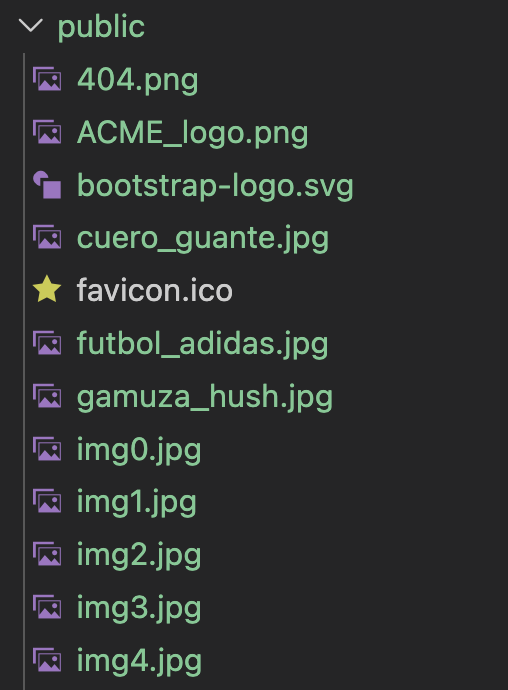 public
404.png
ACME_logo.png
bootstrap-logo.svg
cuero_guante.jpg
favicon.ico
futbol_adidas.jpg
gamuza_hush.jpg
img0.jpg
img1.jpg
img2.jpg
img3.jpg
img4.jpg